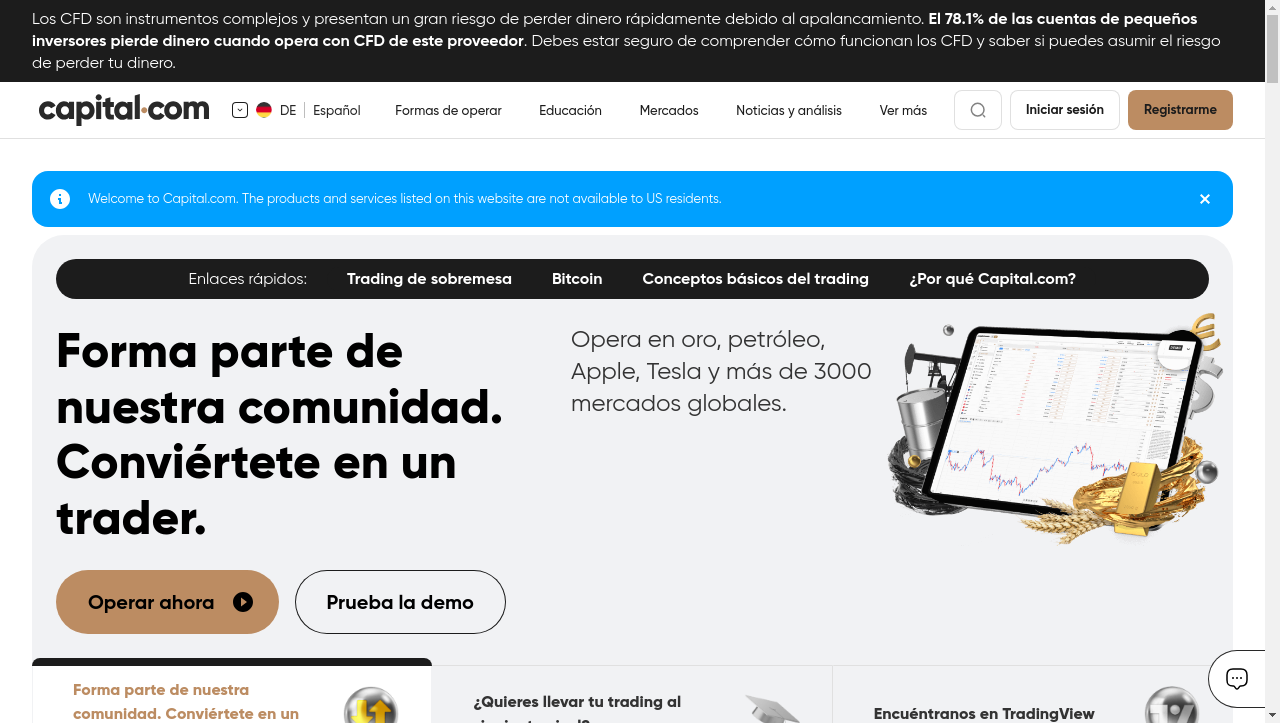 Los CFD son instrumentos complejos y presentan un gran riesgo de perder dinero rápidamente debido al apalancamiento. El 78.1% de las cuentas de pequeños
inversores pierde dinero cuando opera con CFD de este proveedor. Debes estar seguro de comprender cómo funcionan los CFD y saber si puedes asumir el riesgo
de perder tu dinero.
capital.com
DE
Español
Formas de operar
Educación
Mercados
Noticias y análisis
Ver más
Iniciar sesión
Registrarme
Welcome to Capital.com. The products and services listed on this website are not available to US residents.
Enlaces rápidos:
Trading de sobremesa
Bitcoin
Conceptos básicos del trading
¿Por qué Capital.com?
Forma parte de
nuestra comunidad.
Conviértete en un
trader.
Opera en oro, petróleo,
Apple, Tesla y más de 3000
mercados globales.
Operar ahora
Prueba la demo
Forma parte de nuestra
comunidad. Conviértete en un
¿Quieres llevar tu trading al
Encuéntranos en TradingView